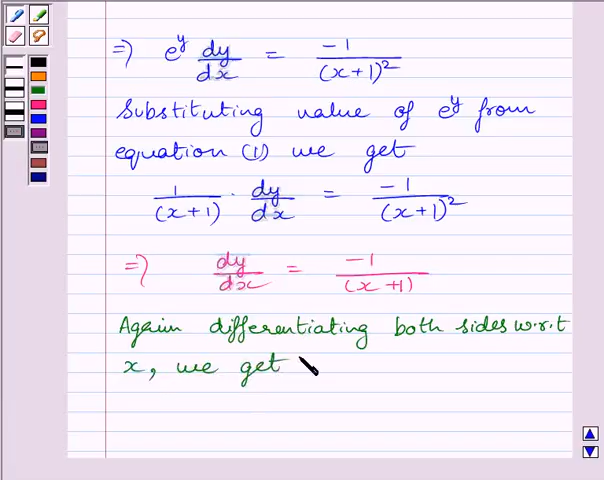 =) e^y dy/dx = -1/(x+1)^2
Substituting value of e^y from
equation (1) we get
1/(x+1) . dy/dx = -1/(x+1)^2
=) dy/dx = -1/(x+1)
Again differentiating both sides w.r.t
x, we get